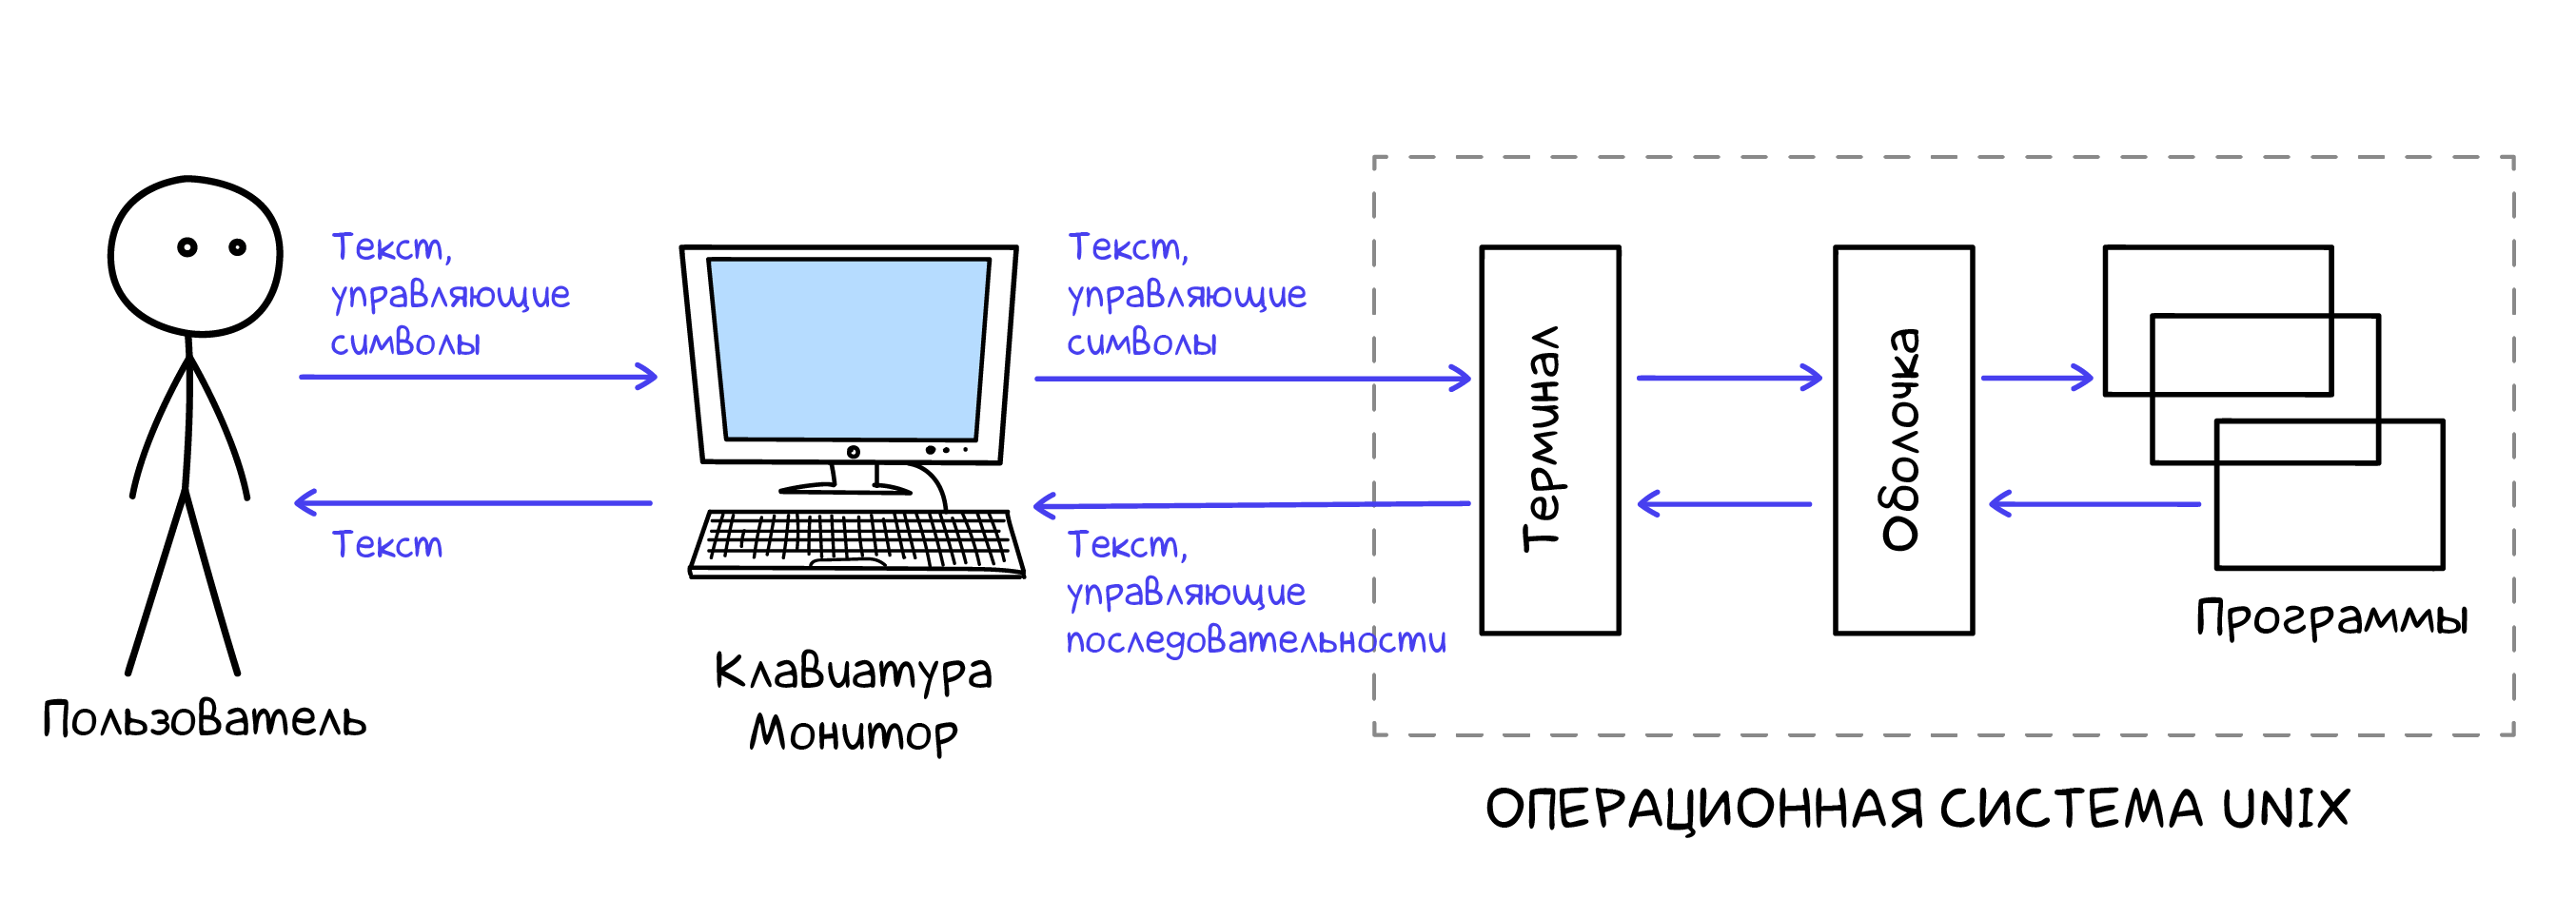 Текст,
управляющие
символы
Текст
Пользователь
Клавиатура
Монитор
Текст,
управляющие
символы
Текст,
управляющие
последовательности
Терминал
Оболочка
Программы
ОПЕРАЦИОННАЯ СИСТЕМА UNIX